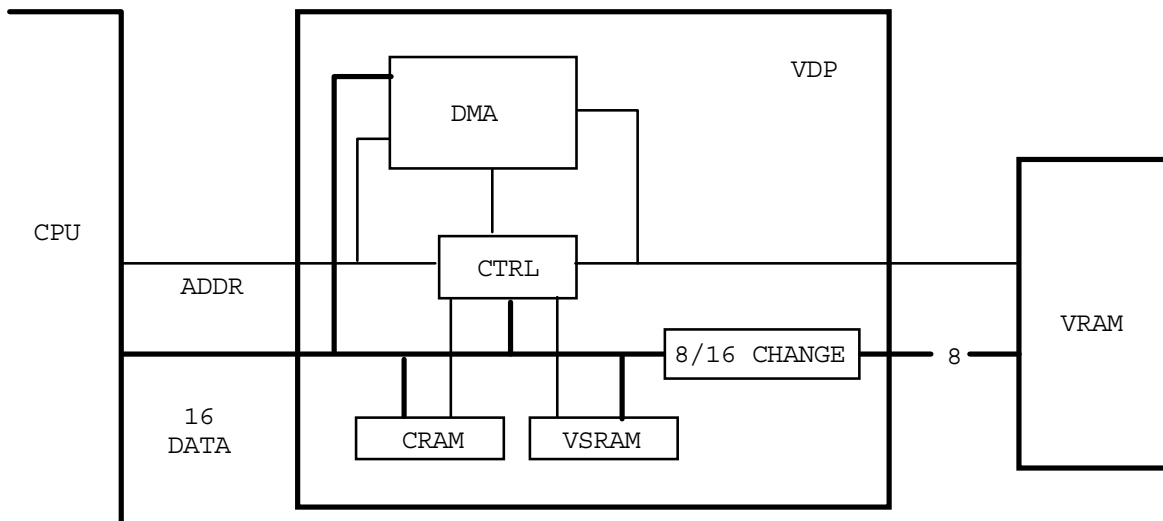 VDP
DMA
CPU
CTRL
ADDR
VRAM
8/16 CHANGE
8
16
DATA
CRAM
VSRAM